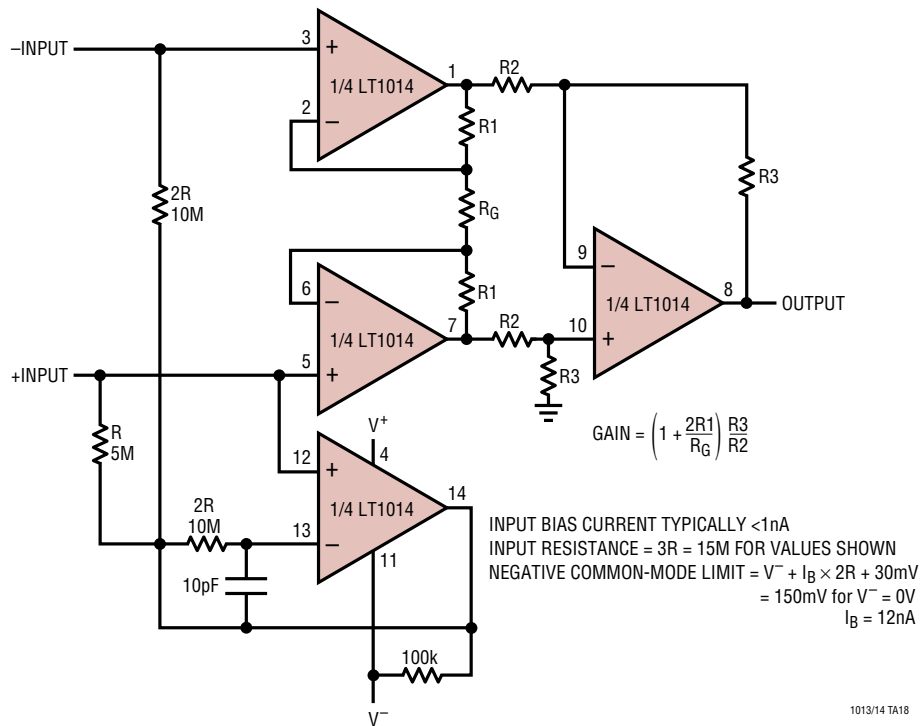 –INPUT
3
+
1/4 LT1014
2
–
1
R2
R1
RG
R3
2R
10M
6
–
1/4 LT1014
5
+
7
R1
R2
R3
9
–
1/4 LT1014
10
+
8
OUTPUT
+INPUT
R
5M
V+
4
12
+
1/4 LT1014
13
–
14
11
2R
10M
10pF
100k
V–
GAIN = (1 + 2R1/RG) R3/R2
INPUT BIAS CURRENT TYPICALLY <1nA
INPUT RESISTANCE = 3R = 15M FOR VALUES SHOWN
NEGATIVE COMMON-MODE LIMIT = V– + IB × 2R + 30mV
= 150mV for V– = 0V
IB = 12nA
1013/14 TA18